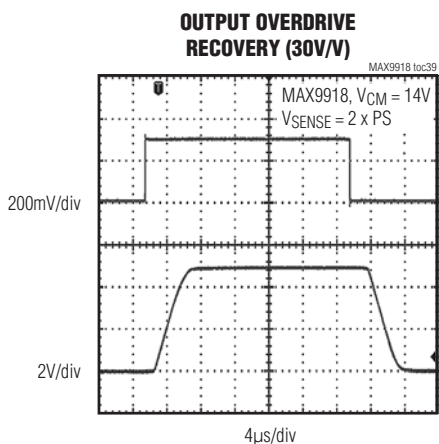 OUTPUT OVERDRIVE
RECOVERY (30V/V)
MAX9918 toc39
MAX9918, VCM = 14V
VSENSE = 2 x PS
200mV/div
2V/div
4µs/div